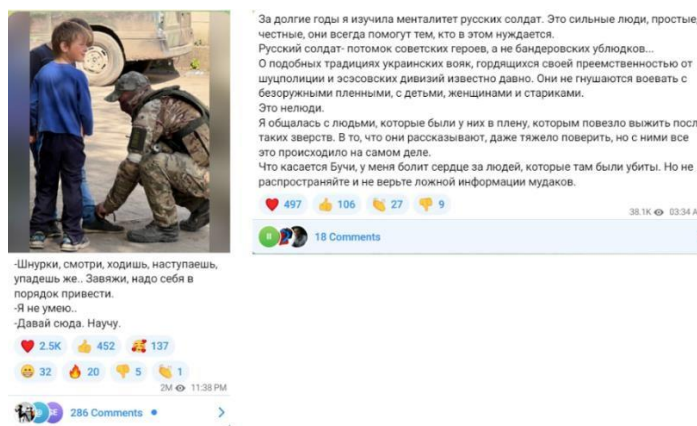 -Шнурки, смотри, ходишь, наступаешь,
упадешь же.. Завяжи, надо себя в
порядок привести.
-Я не умею..
-Давай сюда. Научу.
2.5K 452 137
32 20 5 1
2M 11:38 PM
286 Comments
За долгие годы я изучила менталитет русских солдат. Это сильные люди, простые,
честные, они всегда помогут тем, кто в этом нуждается.
Русский солдат- потомок советских героев, а не бандеровских ублюдков...
О подобных традициях украинских вояк, гордящихся своей преемственностью от
шуцполиции и эсэсовских дивизий известно давно. Они не гнушаются воевать с
безоружными пленными, с детьми, женщинами и стариками.
Это нелюди.
Я общалась с людьми, которые были у них в плену, которым повезло выжить посл
таких зверств. В то, что они рассказывают, даже тяжело поверить, но с ними все
это происходило на самом деле.
Что касается Бучи, у меня болит сердце за людей, которые там были убиты. Но не
распространяйте и не верьте ложной информации мудаков.
497 106 27 9
38.1K 03:34 A
18 Comments